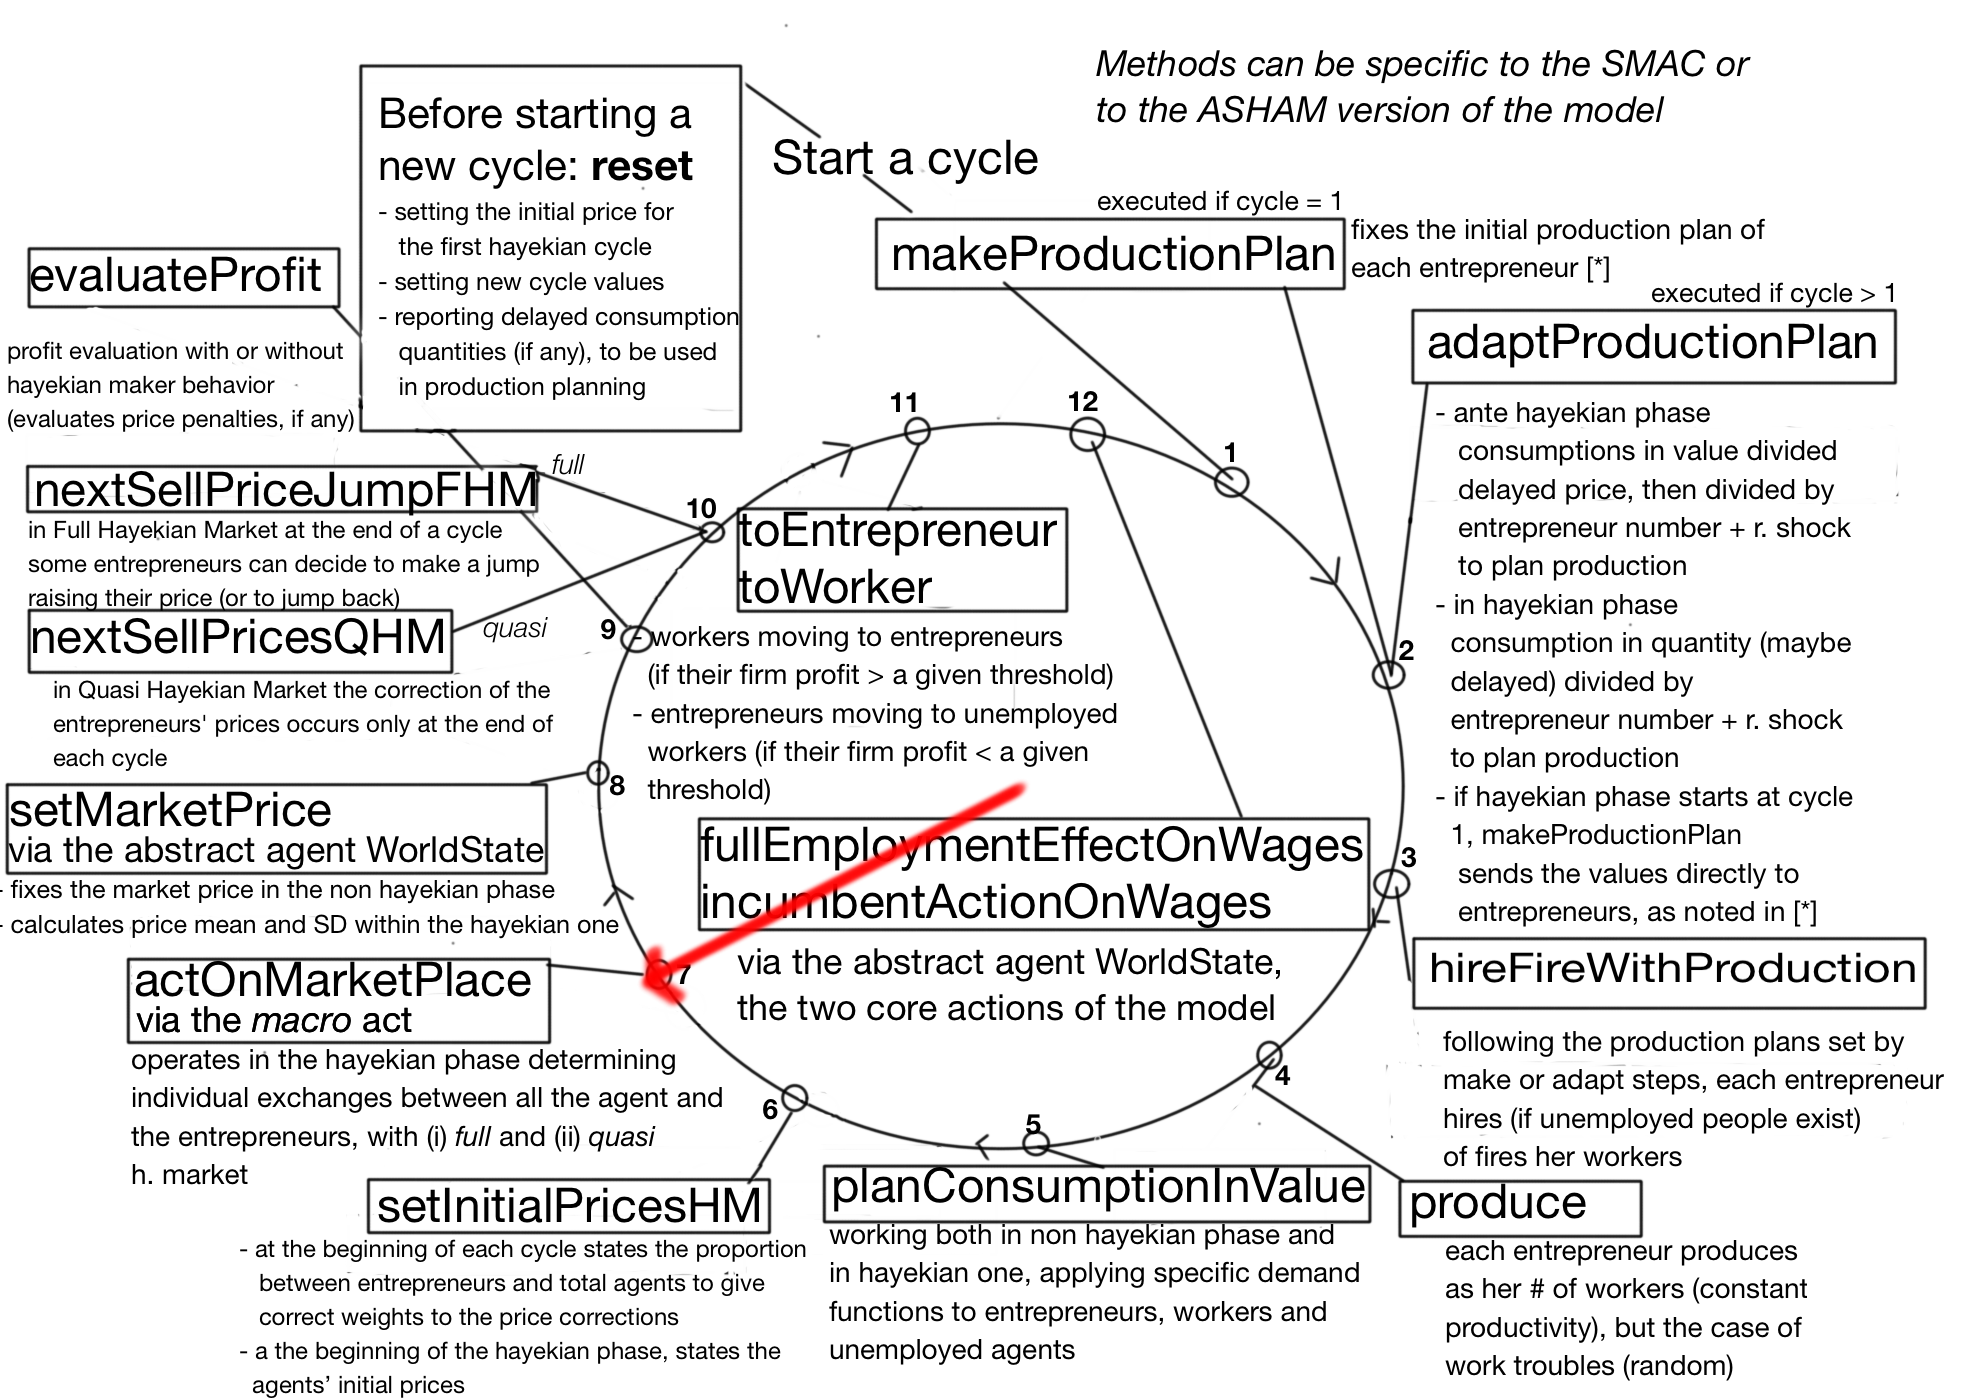 Methods can be specific to the SMAC or
to the ASHAM version of the model
Before starting a
new cycle: reset
- setting the initial price for
the first hayekian cycle
- setting new cycle values
- reporting delayed consumption
quantities (if any), to be used
in production planning
Start a cycle
executed if cycle = 1
makeProductionPlan
fixes the initial production plan of
each entrepreneur [*]
executed if cycle > 1
adaptProductionPlan
- ante hayekian phase
consumptions in value divided
delayed price, then divided by
entrepreneur number + r. shock
to plan production
- in hayekian phase
consumption in quantity (maybe
delayed) divided by
entrepreneur number + r. shock
to plan production
- if hayekian phase starts at cycle
1, makeProductionPlan
sends the values directly to
entrepreneurs, as noted in [*]
evaluateProfit
profit evaluation with or without
hayekian maker behavior
(evaluates price penalties, if any)
nextSellPriceJumpFHM
full
in Full Hayekian Market at the end of a cycle
some entrepreneurs can decide to make a jump
raising their price (or to jump back)
nextSellPricesQHM
quasi
in Quasi Hayekian Market the correction of the
entrepreneurs' prices occurs only at the end of
each cycle
11
12
1
10
2
9
3
8
7
4
6
5
toEntrepreneur
toWorker
- workers moving to entrepreneurs
(if their firm profit > a given threshold)
- entrepreneurs moving to unemployed
workers (if their firm profit < a given
threshold)
fullEmploymentEffectOnWages
incumbentActionOnWages
via the abstract agent WorldState,
the two core actions of the model
setMarketPrice
via the abstract agent WorldState
- fixes the market price in the non hayekian phase
- calculates price mean and SD within the hayekian one
actOnMarketPlace
via the macro act
operates in the hayekian phase determining
individual exchanges between all the agent and
the entrepreneurs, with (i) full and (ii) quasi
h. market
hireFireWithProduction
following the production plans set by
make or adapt steps, each entrepreneur
hires (if unemployed people exist)
of fires her workers
setInitialPricesHM
- at the beginning of each cycle states the proportion
between entrepreneurs and total agents to give
correct weights to the price corrections
- a the beginning of the hayekian phase, states the
agents' initial prices
planConsumptionInValue
working both in non hayekian phase and
in hayekian one, applying specific demand
functions to entrepreneurs, workers and
unemployed agents
produce
each entrepreneur produces
as her # of workers (constant
productivity), but the case of
work troubles (random)